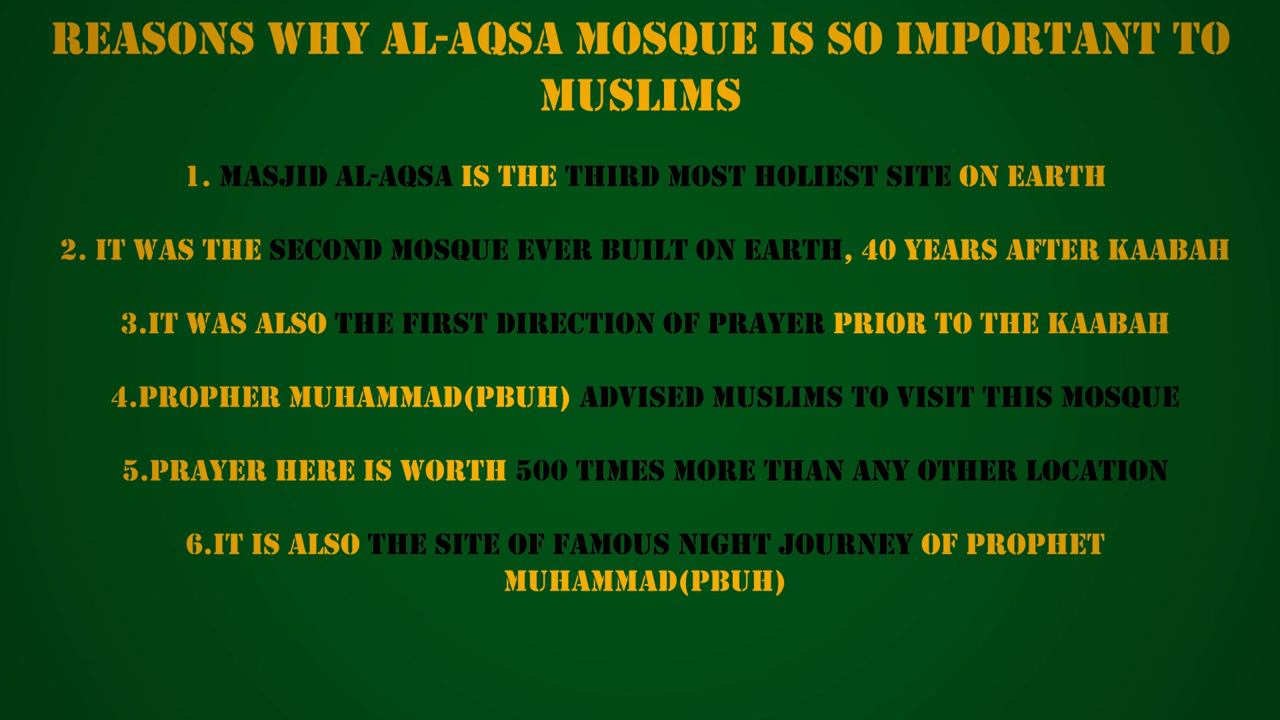 REASONS WHY AL-AQSA MOSQUE IS SO IMPORTANT TO
MUSLIMS
1. MASJID AL-AQSA IS THE THIRD MOST HOLIEST SITE ON EARTH
2. IT WAS THE SECOND MOSQUE EVER BUILT ON EARTH, 40 YEARS AFTER KAABAH
3.IT WAS ALSO THE FIRST DIRECTION OF PRAYER PRIOR TO THE KAABAH
4.PROPHER MUHAMMAD(PBUH) ADVISED MUSLIMS TO VISIT THIS MOSQUE
5.PRAYER HERE IS WORTH 500 TIMES MORE THAN ANY OTHER LOCATION
6.IT IS ALSO THE SITE OF FAMOUS NIGHT JOURNEY OF PROPHET
MUHAMMAD(PBUH)